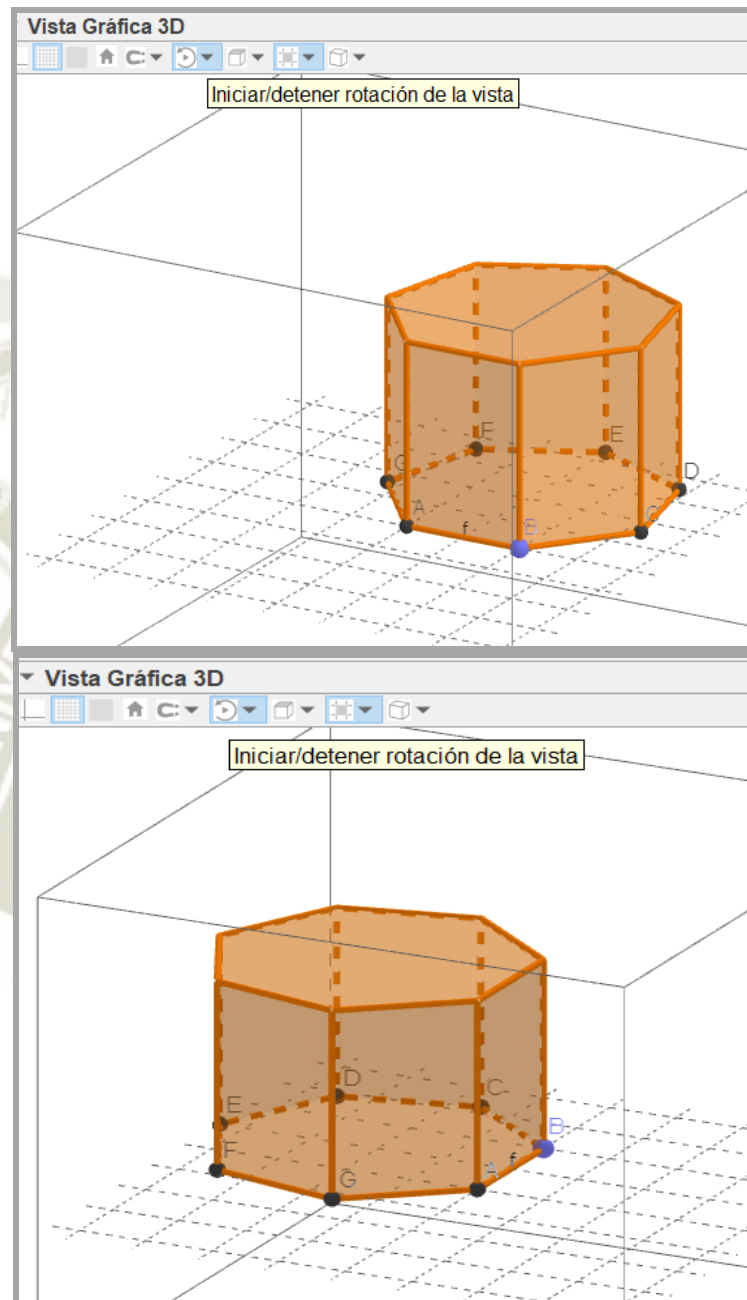 Vista Gráfica 3D
Iniciar/detener rotación de la vista
F
E
G
D
A
f
B
C
Vista Gráfica 3D
Iniciar/detener rotación de la vista
D
C
E
B
F
f
A
G